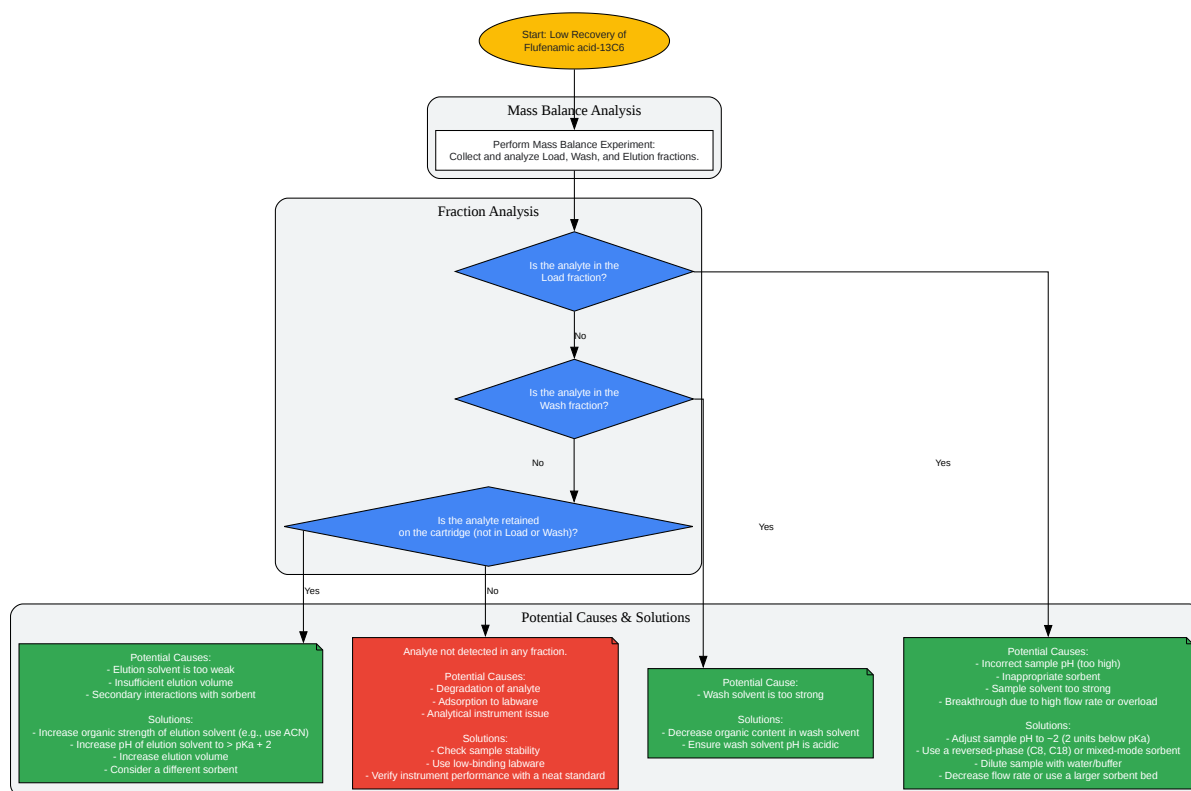 Start: Low Recovery of
Flufenamic acid-13C6
Mass Balance Analysis
Perform Mass Balance Experiment:
Collect and analyze Load, Wash, and Elution fractions.
Fraction Analysis
Is the analyte in the
Load fraction?
No
Is the analyte in the
Wash fraction?
No
Yes
Is the analyte retained
on the cartridge (not in Load or Wash)?
Yes
Yes
No
Potential Causes & Solutions
Potential Causes:
- Elution solvent is too weak
- Insufficient elution volume
- Secondary interactions with sorbent
Solutions:
- Increase organic strength of elution solvent (e.g., use ACN)
- Increase pH of elution solvent to > pKa + 2
- Increase elution volume
- Consider a different sorbent
Analyte not detected in any fraction.
Potential Causes:
- Degradation of analyte
- Adsorption to labware
- Analytical instrument issue
Solutions:
- Check sample stability
- Use low-binding labware
- Verify instrument performance with a neat standard
Potential Cause:
- Wash solvent is too strong
Solutions:
- Decrease organic content in wash solvent
- Ensure wash solvent pH is acidic
Potential Causes:
- Incorrect sample pH (too high)
- Inappropriate sorbent
- Sample solvent too strong
- Breakthrough due to high flow rate or overload
Solutions:
- Adjust sample pH to ~2 (2 units below pKa)
- Use a reversed-phase (C8, C18) or mixed-mode sorbent
- Dilute sample with water/buffer
- Decrease flow rate or use a larger sorbent bed